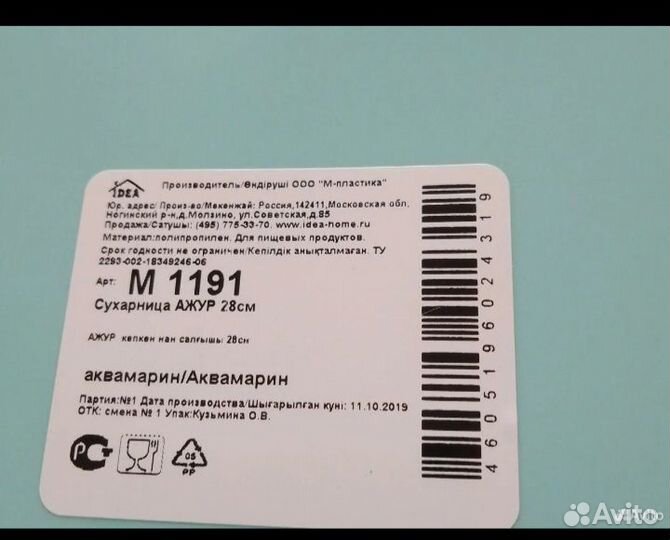 IDEA
Производитель/Өндіруші ООО "М-пластика"
Юр. адрес/ Произ-во/Мекенжай: Россия,142411,Московская обл.
Ногинский р-н,д.Молзино, ул.Советская,д.85
Продажа/Сатушы: (495) 775-33-70. www.idea-home.ru
Материал:полипропилен. Для пищевых продуктов.
Срок годности не ограничен/Кепілдік анықталмаған. ТУ
2293-002-18349246-06
Арт: М 1191
Сухарница АЖУР 28см
АЖУР кепкен нан салғышы 28см
аквамарин/Аквамарин
Партия:№1 Дата производства/Шығарылған күні: 11.10.2019
ОТК: смена № 1 Упак:Кузьмина О.В.
РСТ
05
PP
4605196024319
Avito